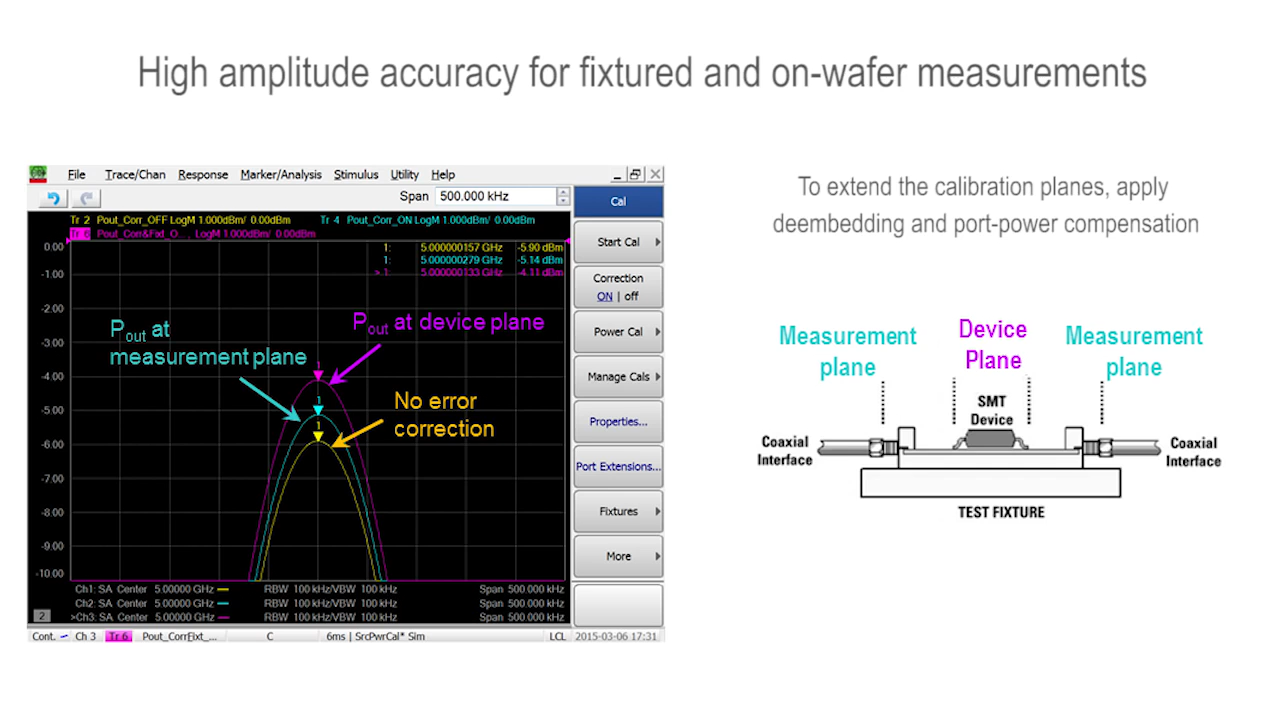 High amplitude accuracy for fixtured and on-wafer measurements
File Trace/Chan Response Marker/Analysis Stimulus Utility Help
Span 500.000 kHz
Tr 2 Pout_Corr_OFF LogM 1.000dBm/ 0.00dBm Tr 4 Pout_Corr_ON LogM 1.000dBm/ 0.00dBm
Tr 6 Pout_Corr&Fixt_O... LogM 1.000dBm/ 0.00dBm
1: 5.000000157 GHz -5.90 dBm
1: 5.000000279 GHz -5.14 dBm
> 1: 5.000000133 GHz -4.11 dBm
0.00
-1.00
-2.00
-3.00
-4.00
-5.00
-6.00
-7.00
-8.00
-9.00
-10.00
Pout at
measurement plane
Pout at device plane
No error
correction
1
1
1
Ch1: SA Center 5.00000 GHz RBW 100 kHz/VBW 100 kHz Span 500.000 kHz
Ch2: SA Center 5.00000 GHz RBW 100 kHz/VBW 100 kHz Span 500.000 kHz
>Ch3: SA Center 5.00000 GHz RBW 100 kHz/VBW 100 kHz Span 500.000 kHz
2
Cont. Ch 3 Tr 6 Pout_CorrFixt_... C 6ms | SrcPwrCal* Sim LCL 2015-03-06 17:31
Cal
Start Cal
Correction
ON | off
Power Cal
Manage Cals
Properties...
Port Extensions...
Fixtures
More
To extend the calibration planes, apply
deembedding and port-power compensation
Measurement
plane
Device
Plane
Measurement
plane
SMT
Device
Coaxial
Interface
Coaxial
Interface
TEST FIXTURE